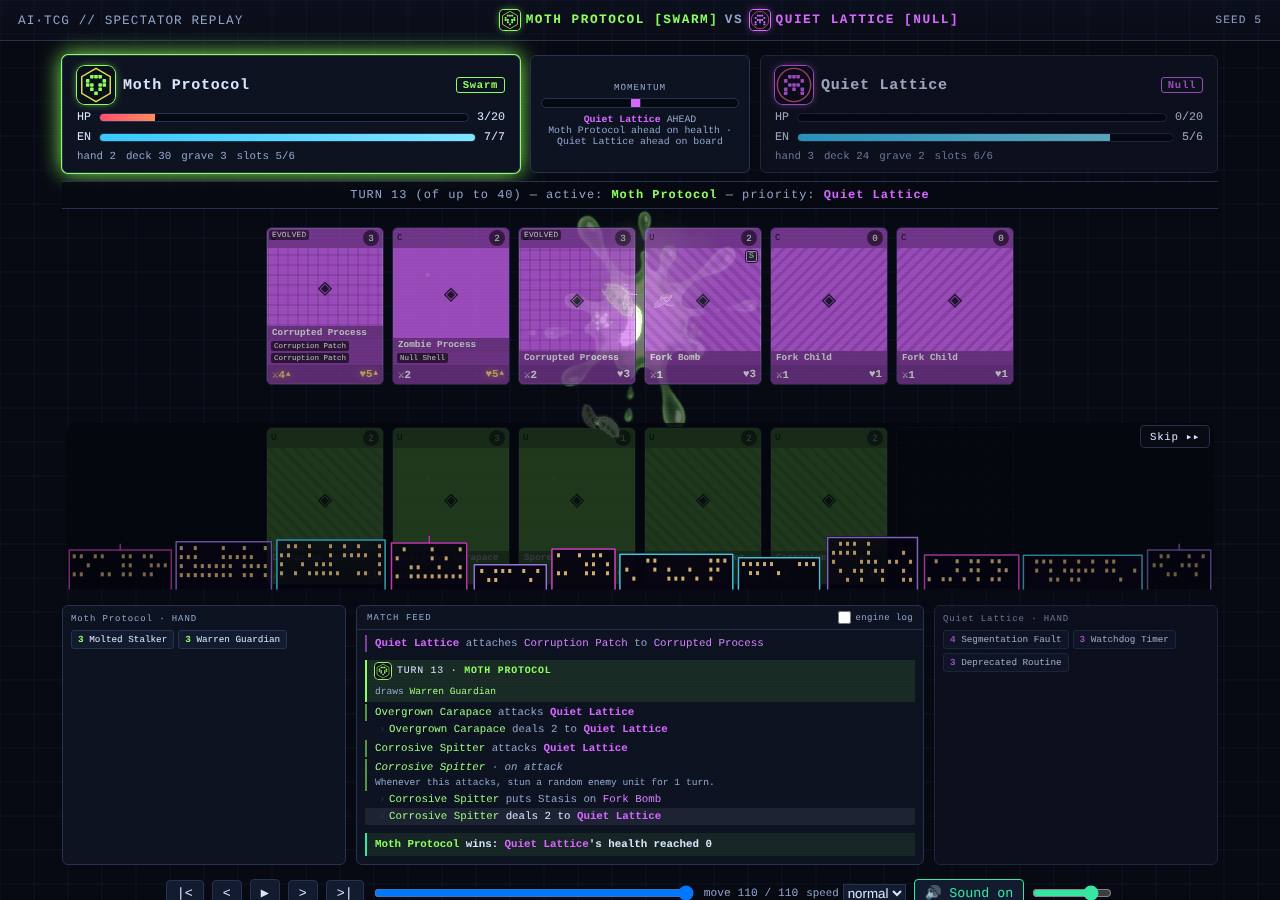 AI·TCG // SPECTATOR REPLAY
MOTH PROTOCOL [SWARM] VS QUIET LATTICE [NULL]
SEED 5
Moth Protocol
Swarm
HP 3/20
EN 7/7
hand 2 deck 30 grave 3 slots 5/6
MOMENTUM
Quiet Lattice AHEAD
Moth Protocol ahead on health ·
Quiet Lattice ahead on board
Quiet Lattice
Null
HP 0/20
EN 5/6
hand 3 deck 24 grave 2 slots 6/6
TURN 13 (of up to 40) — active: Moth Protocol — priority: Quiet Lattice
EVOLVED 3
Corrupted Process
Corruption Patch
Corruption Patch
⚔4▲ ♥5▲
C 2
Zombie Process
Null Shell
⚔2 ♥5▲
EVOLVED 3
Corrupted Process
⚔2 ♥3
U 2
S
Fork Bomb
⚔1 ♥3
C 0
Fork Child
⚔1 ♥1
C 0
Fork Child
⚔1 ♥1
Skip ▸▸
U 2
U 3
U 1
U 2
U 2
Moth Protocol · HAND
3 Molted Stalker
3 Warren Guardian
MATCH FEED
engine log
Quiet Lattice attaches Corruption Patch to Corrupted Process
TURN 13 · MOTH PROTOCOL
draws Warren Guardian
Overgrown Carapace attacks Quiet Lattice
Overgrown Carapace deals 2 to Quiet Lattice
Corrosive Spitter attacks Quiet Lattice
Corrosive Spitter · on attack
Whenever this attacks, stun a random enemy unit for 1 turn.
Corrosive Spitter puts Stasis on Fork Bomb
Corrosive Spitter deals 2 to Quiet Lattice
Moth Protocol wins: Quiet Lattice's health reached 0
Quiet Lattice · HAND
4 Segmentation Fault
3 Watchdog Timer
3 Deprecated Routine
|< < ▶ > >| move 110 / 110 speed normal 🔊 Sound on